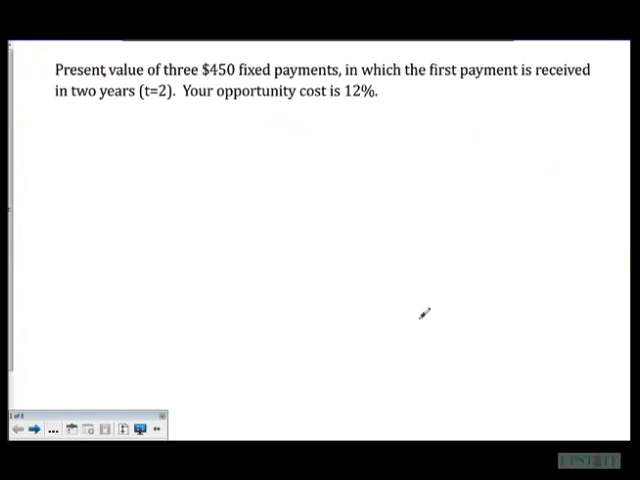 Present value of three $450 fixed payments, in which the first payment is received
in two years (t=2).  Your opportunity cost is 12%.